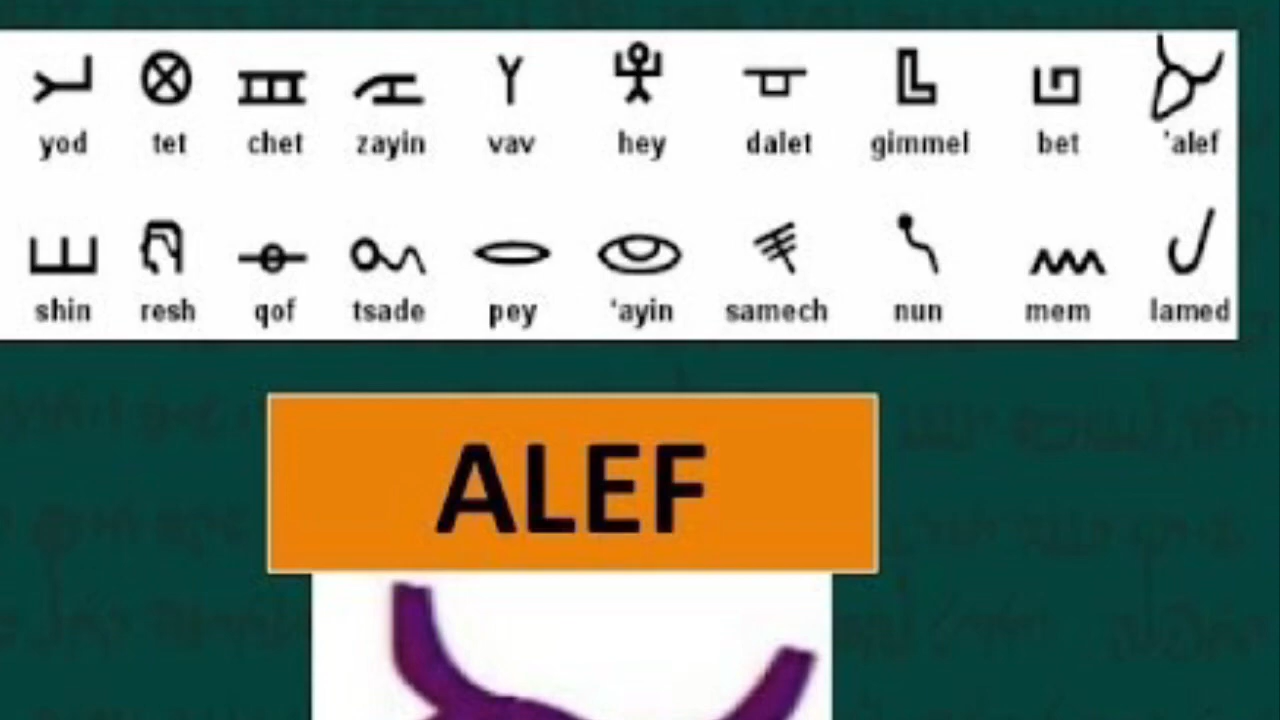 yod tet chet zayin vav hey dalet gimmel bet 'alef
shin resh qof tsade pey 'ayin samech nun mem lamed
ALEF